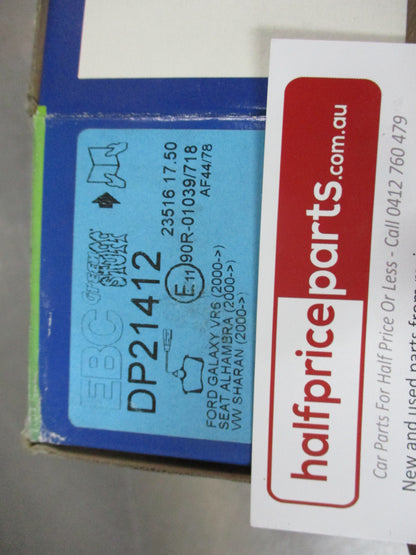 EBC GREEN STUFF
DP21412
23516 17.50
E11 90R-01039/718
AF44/78
FORD GALAXY VR6 (2000->)
SEAT ALHAMBRA (2000->)
VW SHARAN (2000->)
halfpriceparts.com.au
Car Parts For Half Price Or Less - Call 0412 760 479
New and used parts from